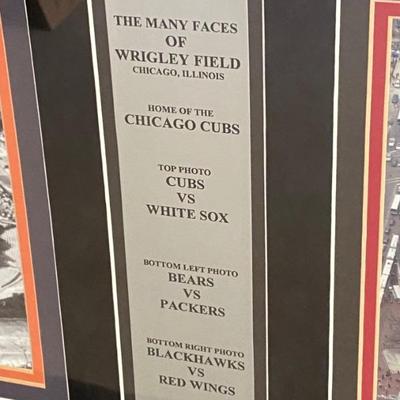 THE MANY FACES
OF
WRIGLEY FIELD
CHICAGO, ILLINOIS
HOME OF THE
CHICAGO CUBS
TOP PHOTO
CUBS
VS
WHITE SOX
BOTTOM LEFT PHOTO
BEARS
VS
PACKERS
BOTTOM RIGHT PHOTO
BLACKHAWKS
VS
RED WINGS